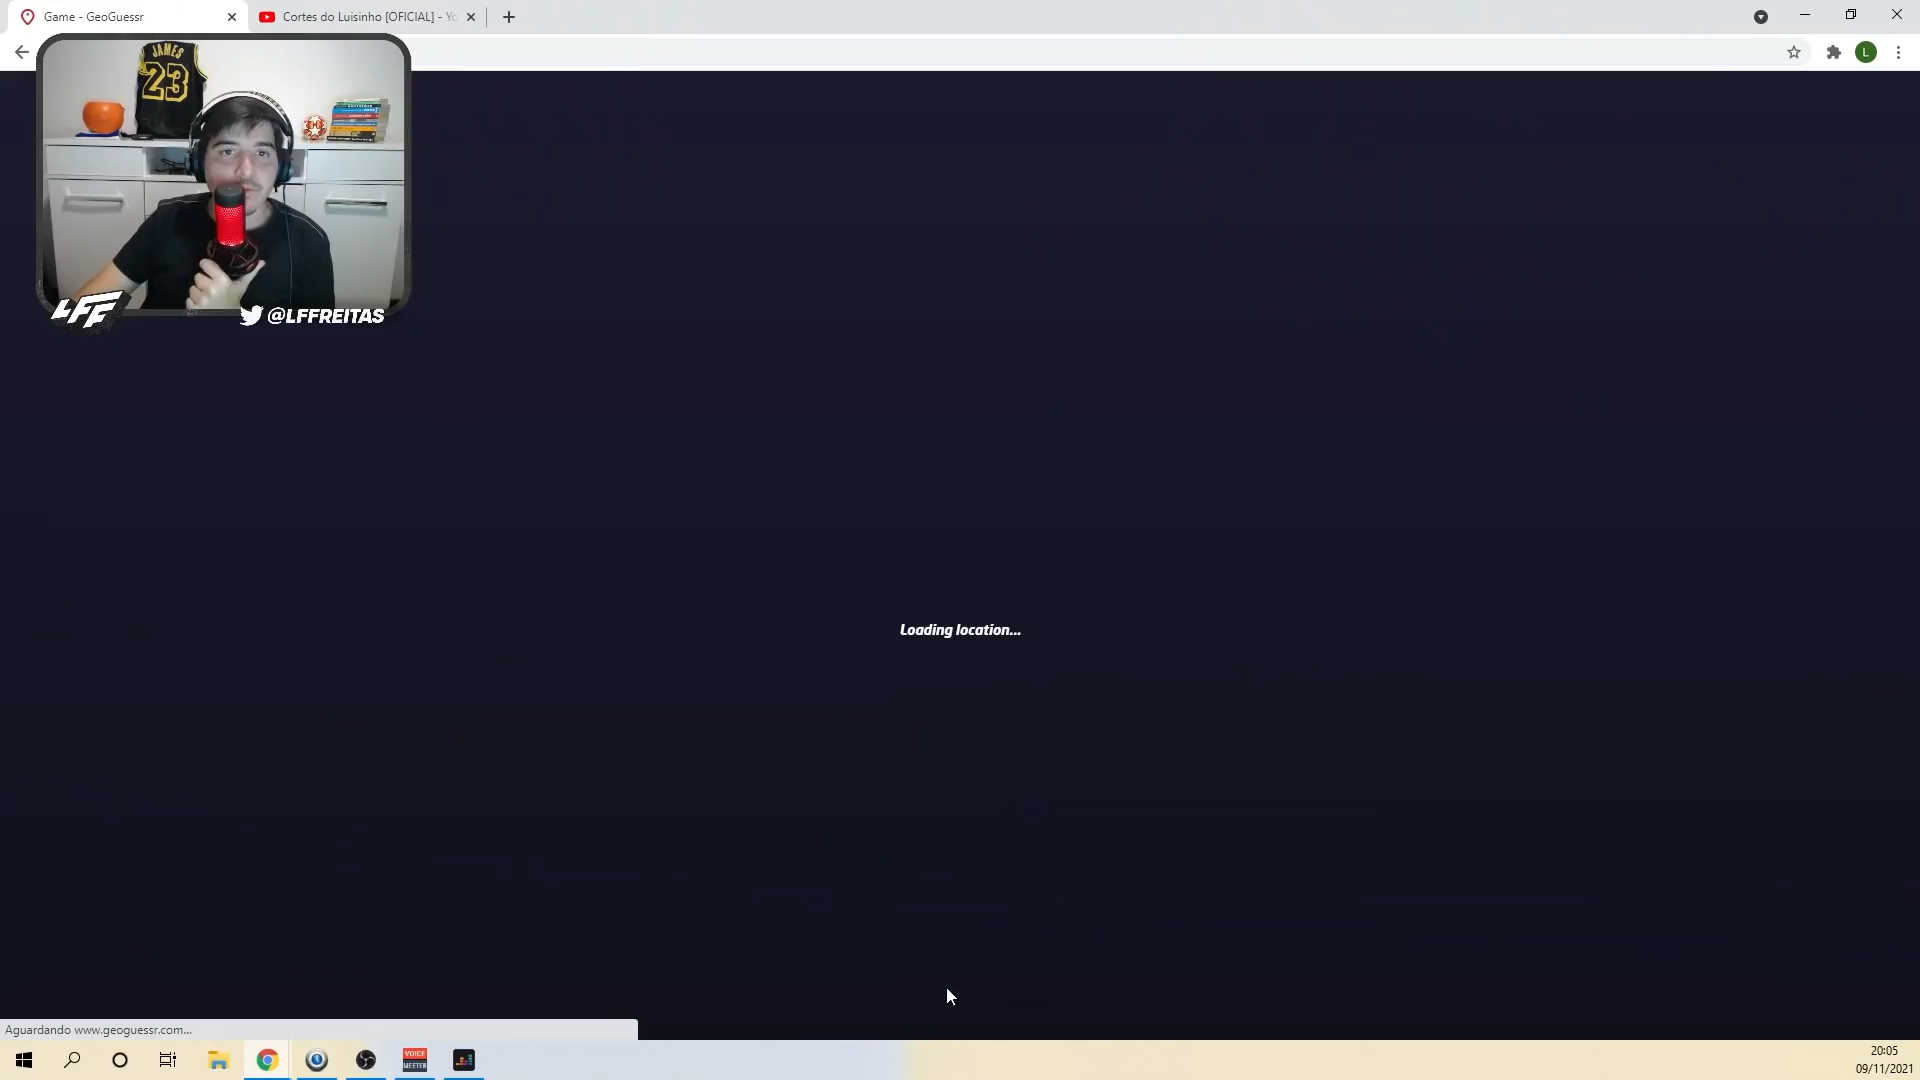 Game - GeoGuessr
Cortes do Luisinho [OFICIAL] - Yo
L
JAMES
23
LFF
@LFFREITAS
Loading location...
Aguardando www.geoguessr.com...
VOICE
MEETER
20:05
09/11/2021